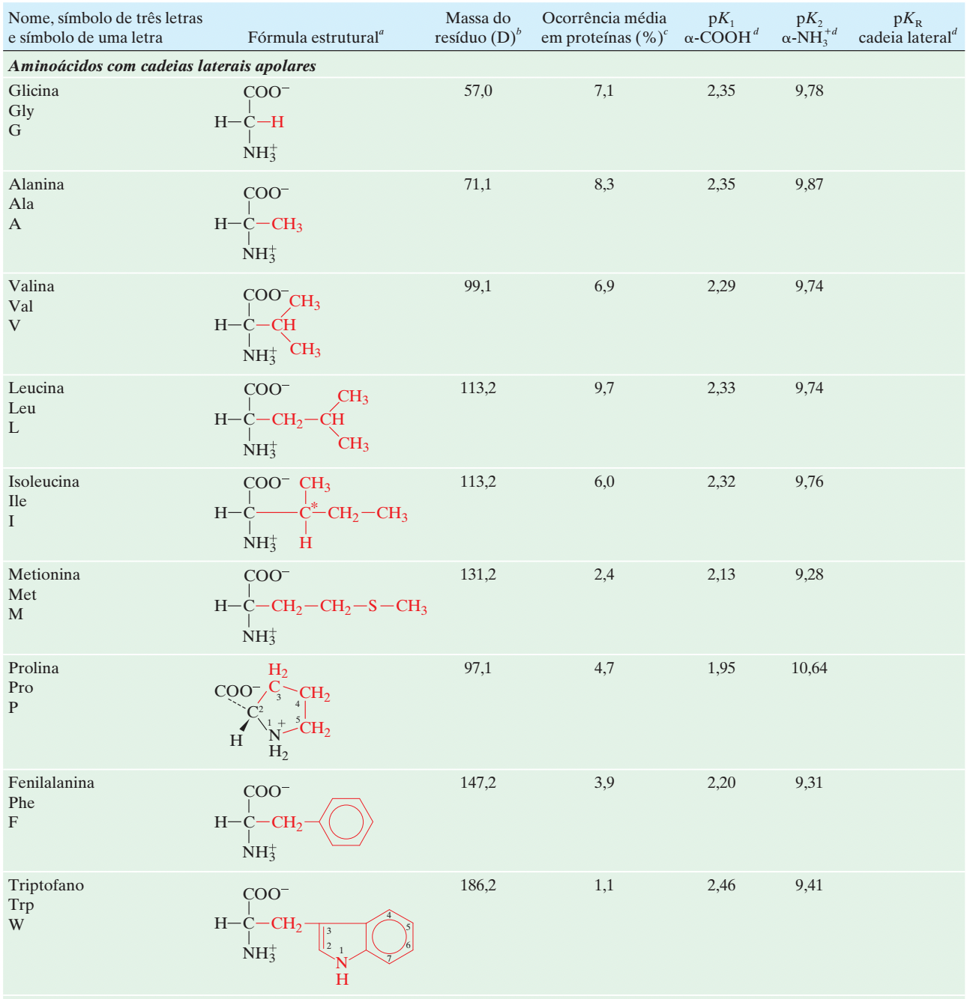 Nome, símbolo de três letras e símbolo de uma letra Fórmula estruturalᵃ Massa do resíduo (D)ᵇ Ocorrência média em proteínas (%)ᶜ pK₁ α-COOHᵈ pK₂ α-NH₃⁺ᵈ pK_R cadeia lateralᵈ
Aminoácidos com cadeias laterais apolares
Glicina 57,0 7,1 2,35 9,78
Gly
G
COO⁻
H—C—H
NH₃⁺
Alanina 71,1 8,3 2,35 9,87
Ala
A
COO⁻
H—C—CH₃
NH₃⁺
Valina 99,1 6,9 2,29 9,74
Val
V
COO⁻
CH₃
H—C—CH
NH₃⁺
CH₃
Leucina 113,2 9,7 2,33 9,74
Leu
L
COO⁻
CH₃
H—C—CH₂—CH
NH₃⁺
CH₃
Isoleucina 113,2 6,0 2,32 9,76
Ile
I
COO⁻ CH₃
H—C—C*—CH₂—CH₃
NH₃⁺ H
Metionina 131,2 2,4 2,13 9,28
Met
M
COO⁻
H—C—CH₂—CH₂—S—CH₃
NH₃⁺
Prolina 97,1 4,7 1,95 10,64
Pro
P
H₂
COO⁻ C 3 CH₂
4
C 2
1 5 CH₂
H N⁺
H₂
Fenilalanina 147,2 3,9 2,20 9,31
Phe
F
COO⁻
H—C—CH₂
NH₃⁺
Triptofano 186,2 1,1 2,46 9,41
Trp
W
COO⁻
4
H—C—CH₂ 3 5
2 1 6
NH₃⁺ N 7
H